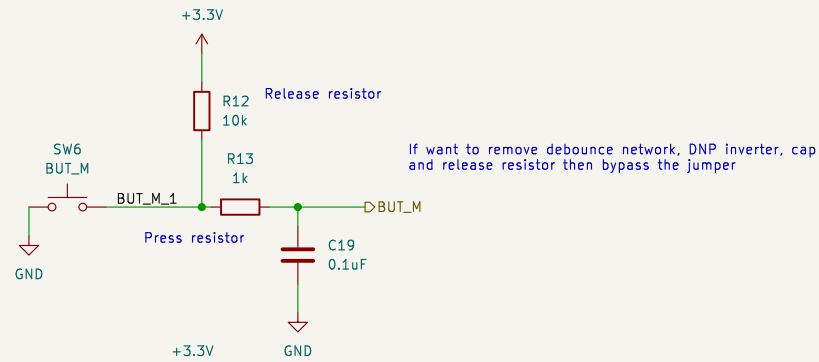 +3.3V
R12
10k
Release resistor
SW6
BUT_M
R13
1k
If want to remove debounce network, DNP inverter, cap
and release resistor then bypass the jumper
BUT_M_1
BUT_M
Press resistor
C19
0.1uF
GND
+3.3V
GND